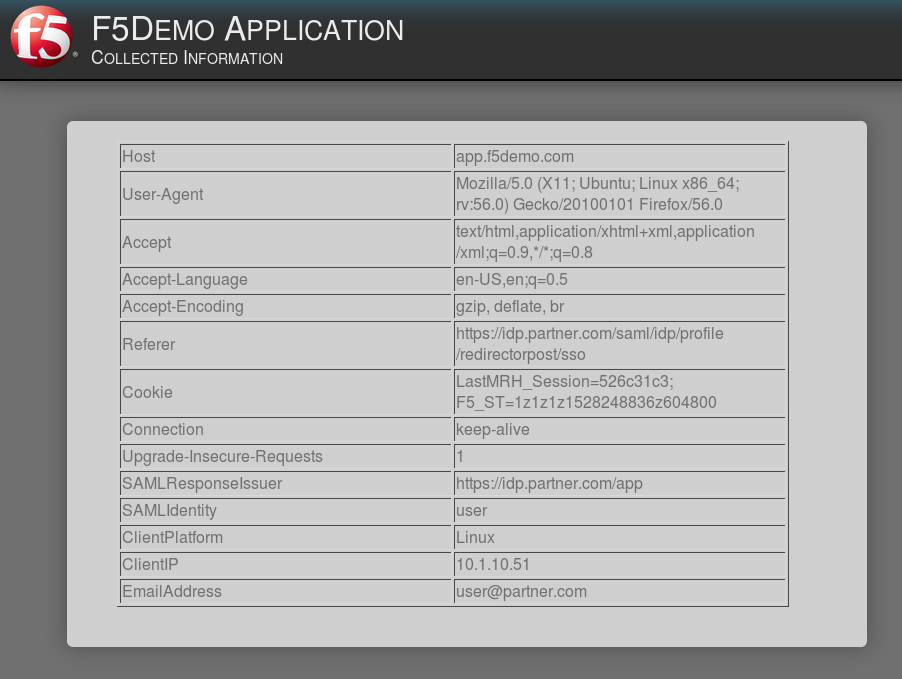 f5®
F5Demo Application
Collected Information
Host app.f5demo.com
User-Agent Mozilla/5.0 (X11; Ubuntu; Linux x86_64;
rv:56.0) Gecko/20100101 Firefox/56.0
Accept text/html,application/xhtml+xml,application
/xml;q=0.9,*/*;q=0.8
Accept-Language en-US,en;q=0.5
Accept-Encoding gzip, deflate, br
Referer https://idp.partner.com/saml/idp/profile
/redirectorpost/sso
Cookie LastMRH_Session=526c31c3;
F5_ST=1z1z1z1528248836z604800
Connection keep-alive
Upgrade-Insecure-Requests 1
SAMLResponseIssuer https://idp.partner.com/app
SAMLIdentity user
ClientPlatform Linux
ClientIP 10.1.10.51
EmailAddress user@partner.com